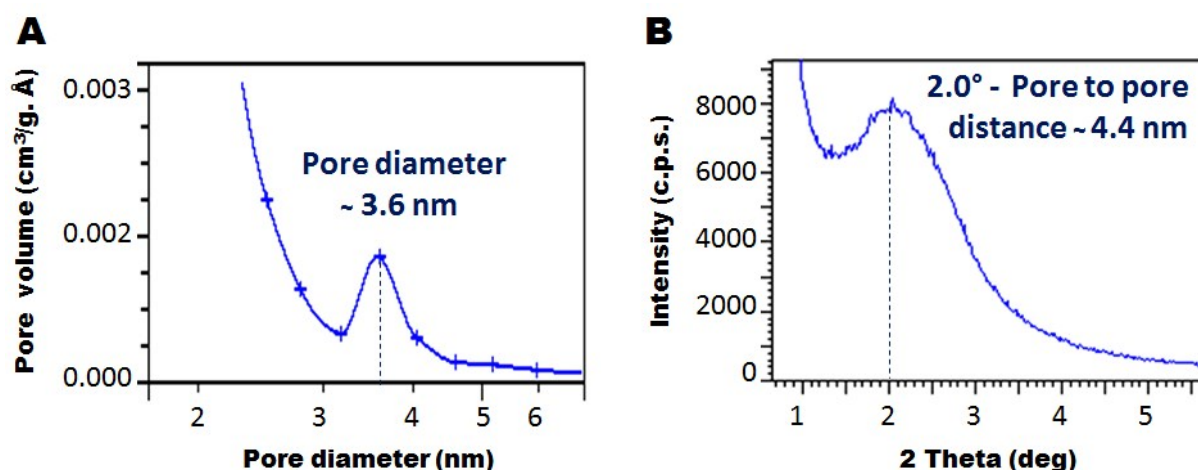 A
Pore volume (cm³/g. Å)
0.003
0.002
0.000
Pore diameter
~ 3.6 nm
2 3 4 5 6
Pore diameter (nm)
B
Intensity (c.p.s.)
8000
6000
4000
2000
0
2.0° - Pore to pore
distance ~ 4.4 nm
1 2 3 4 5
2 Theta (deg)